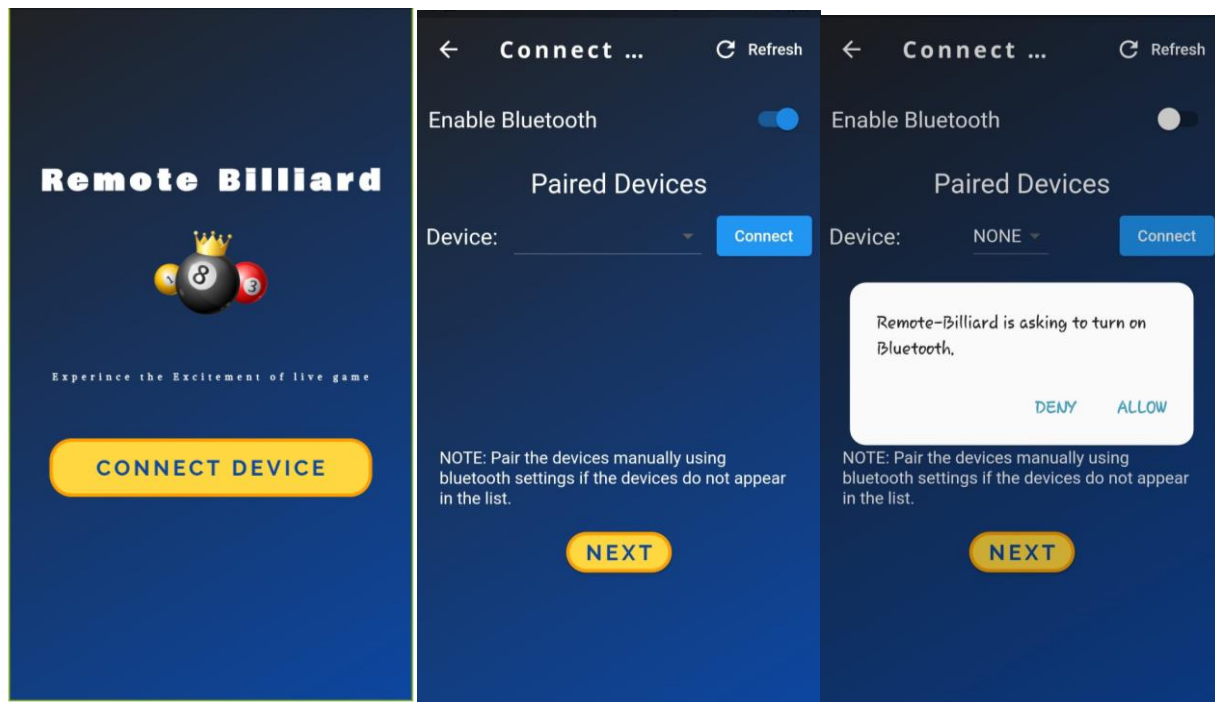 Remote Billiard
1
8
3
Experince the Excitement of live game
CONNECT DEVICE
Connect ...
Refresh
Enable Bluetooth
Paired Devices
Device:
Connect
NOTE: Pair the devices manually using
bluetooth settings if the devices do not appear
in the list.
NEXT
Connect ...
Refresh
Enable Bluetooth
Paired Devices
Device:
NONE
Connect
Remote-Billiard is asking to turn on
Bluetooth.
DENY
ALLOW
NOTE: Pair the devices manually using
bluetooth settings if the devices do not appear
in the list.
NEXT